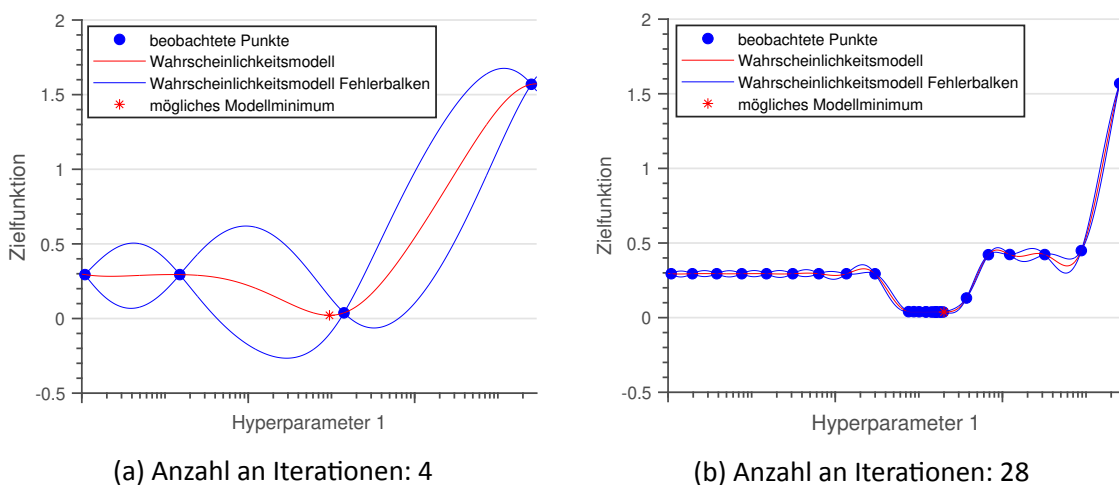 2
1.5
1
0.5
0
-0.5
Zielfunktion
beobachtete Punkte
Wahrscheinlichkeitsmodell
Wahrscheinlichkeitsmodell Fehlerbalken
mögliches Modellminimum
Hyperparameter 1
(a) Anzahl an Iterationen: 4
2
1.5
1
0.5
0
-0.5
Zielfunktion
beobachtete Punkte
Wahrscheinlichkeitsmodell
Wahrscheinlichkeitsmodell Fehlerbalken
mögliches Modellminimum
Hyperparameter 1
(b) Anzahl an Iterationen: 28